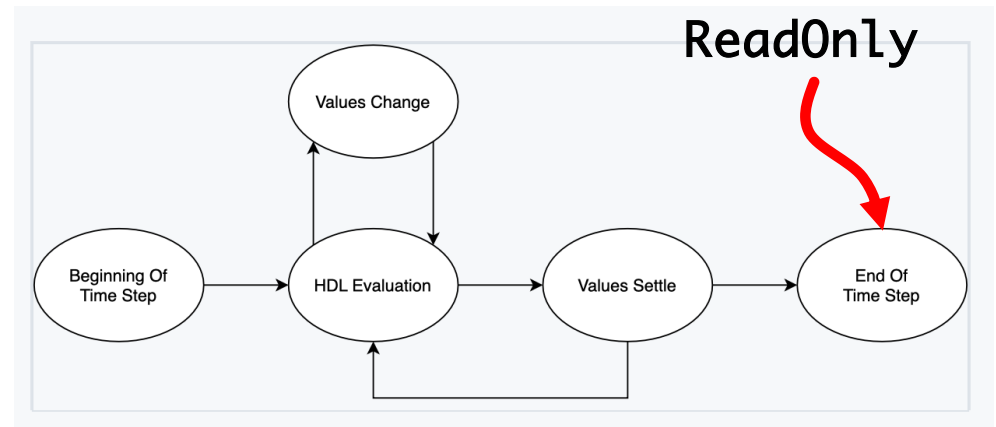 ReadOnly
Values Change
Beginning Of
Time Step
HDL Evaluation
Values Settle
End Of
Time Step